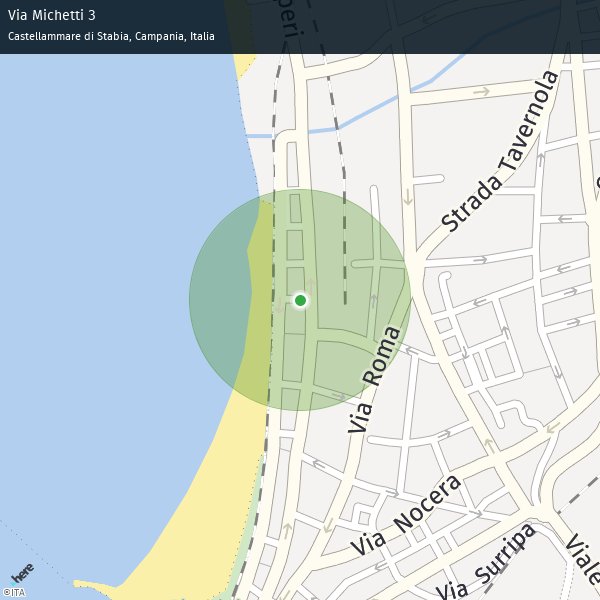 Via Michetti 3
Castellammare di Stabia, Campania, Italia
peri
Strada Tavernola
Via Roma
Via Nocera
Via Surripa
Viale
here
©ITA